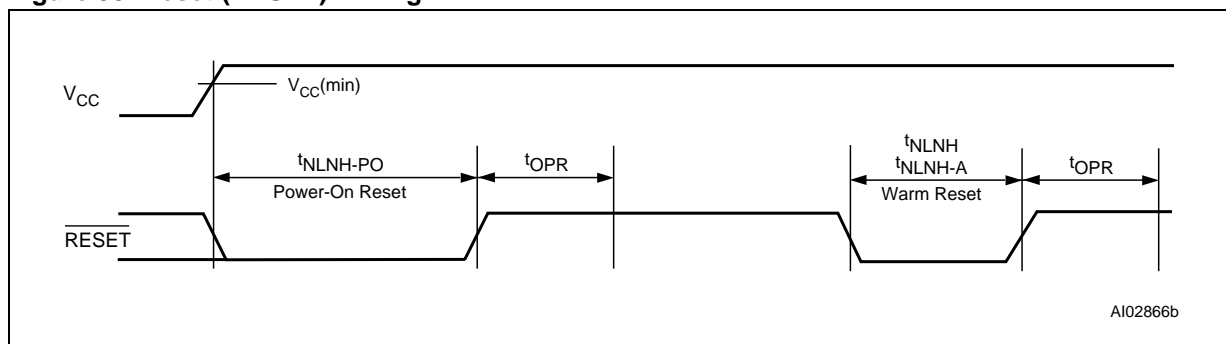 V_CC
V_CC(min)
t_NLNH-PO
Power-On Reset
t_OPR
t_NLNH
t_NLNH-A
Warm Reset
t_OPR
RESET
AI02866b